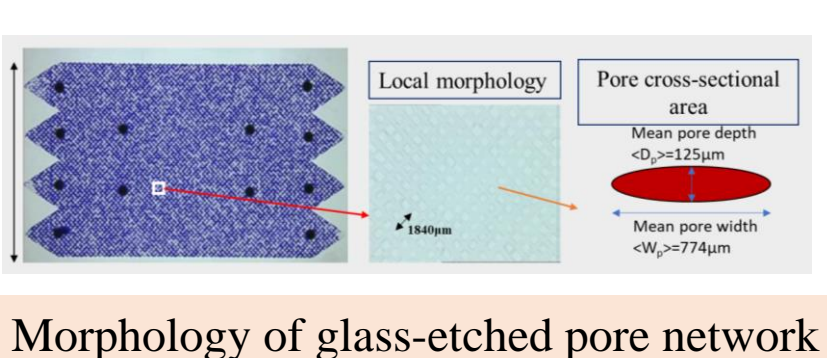 Local morphology
1840μm
Pore cross-sectional
area
Mean pore depth
<Dₚ>=125μm
Mean pore width
<Wₚ>=774μm
Morphology of glass-etched pore network